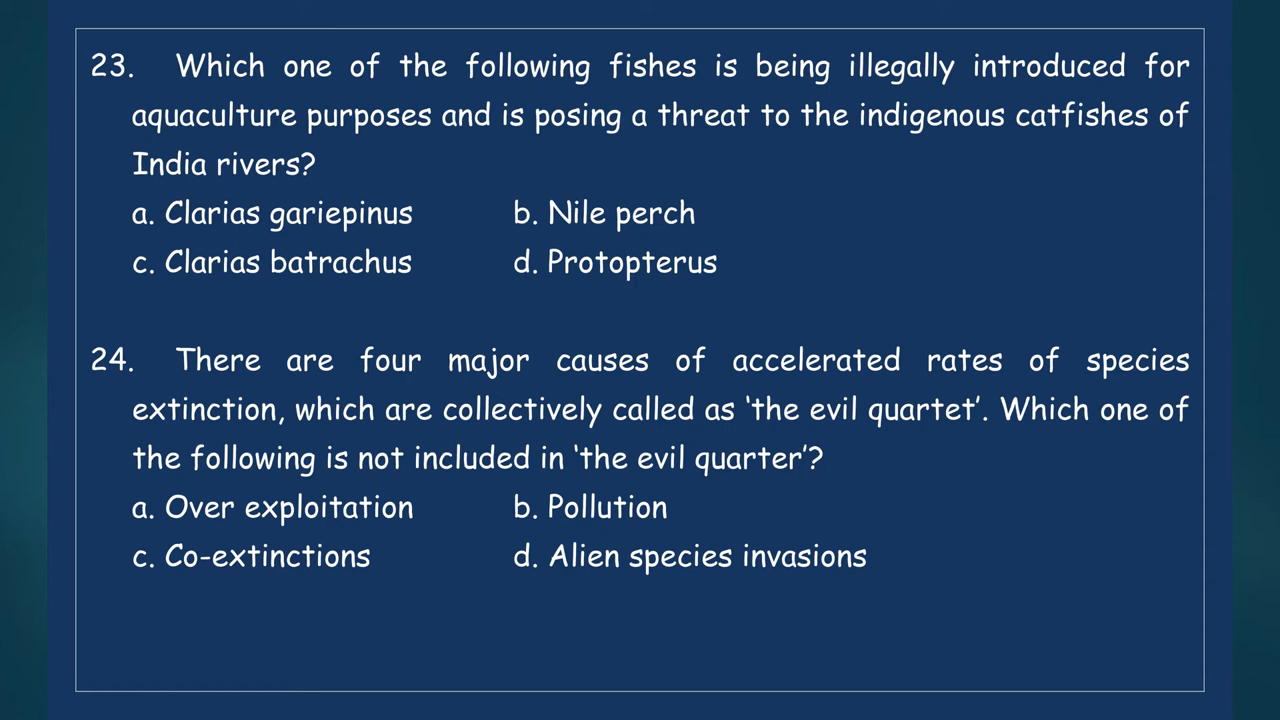 23. Which one of the following fishes is being illegally introduced for
aquaculture purposes and is posing a threat to the indigenous catfishes of
India rivers?
a. Clarias gariepinus b. Nile perch
c. Clarias batrachus d. Protopterus
24. There are four major causes of accelerated rates of species
extinction, which are collectively called as ‘the evil quartet’. Which one of
the following is not included in ‘the evil quarter’?
a. Over exploitation b. Pollution
c. Co-extinctions d. Alien species invasions